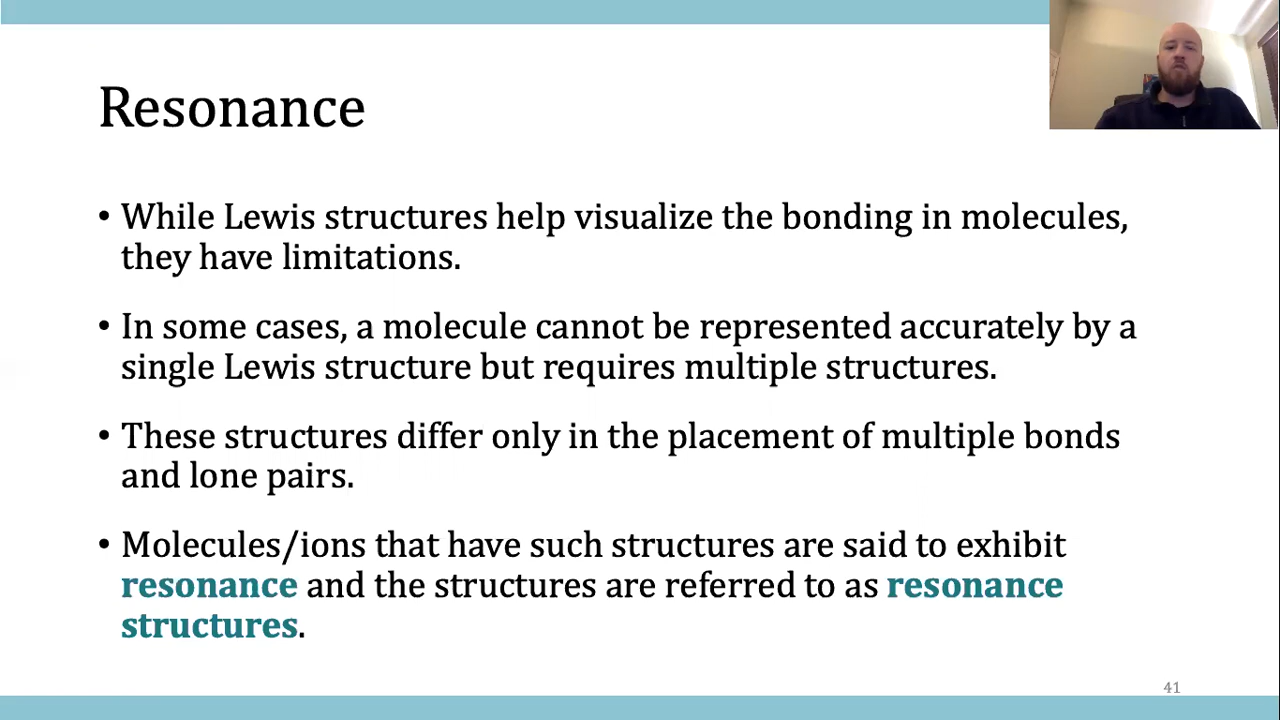 Resonance
• While Lewis structures help visualize the bonding in molecules,
they have limitations.
• In some cases, a molecule cannot be represented accurately by a
single Lewis structure but requires multiple structures.
• These structures differ only in the placement of multiple bonds
and lone pairs.
• Molecules/ions that have such structures are said to exhibit
resonance and the structures are referred to as resonance
structures.
41